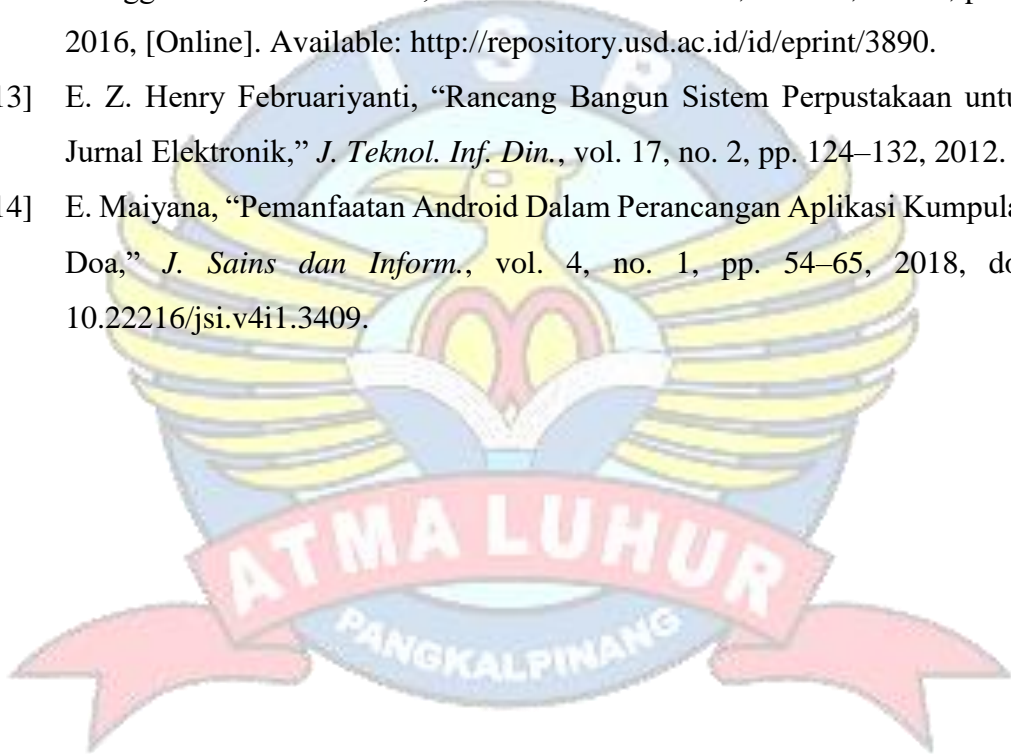 2016, [Online]. Available: http://repository.usd.ac.id/id/eprint/3890.
13] E. Z. Henry Februariyanti, “Rancang Bangun Sistem Perpustakaan untu
Jurnal Elektronik,” J. Teknol. Inf. Din., vol. 17, no. 2, pp. 124–132, 2012.
14] E. Maiyana, “Pemanfaatan Android Dalam Perancangan Aplikasi Kumpula
Doa,” J. Sains dan Inform., vol. 4, no. 1, pp. 54–65, 2018, do
10.22216/jsi.v4i1.3409.
I S B
ATMA LUHUR
PANGKALPINANG